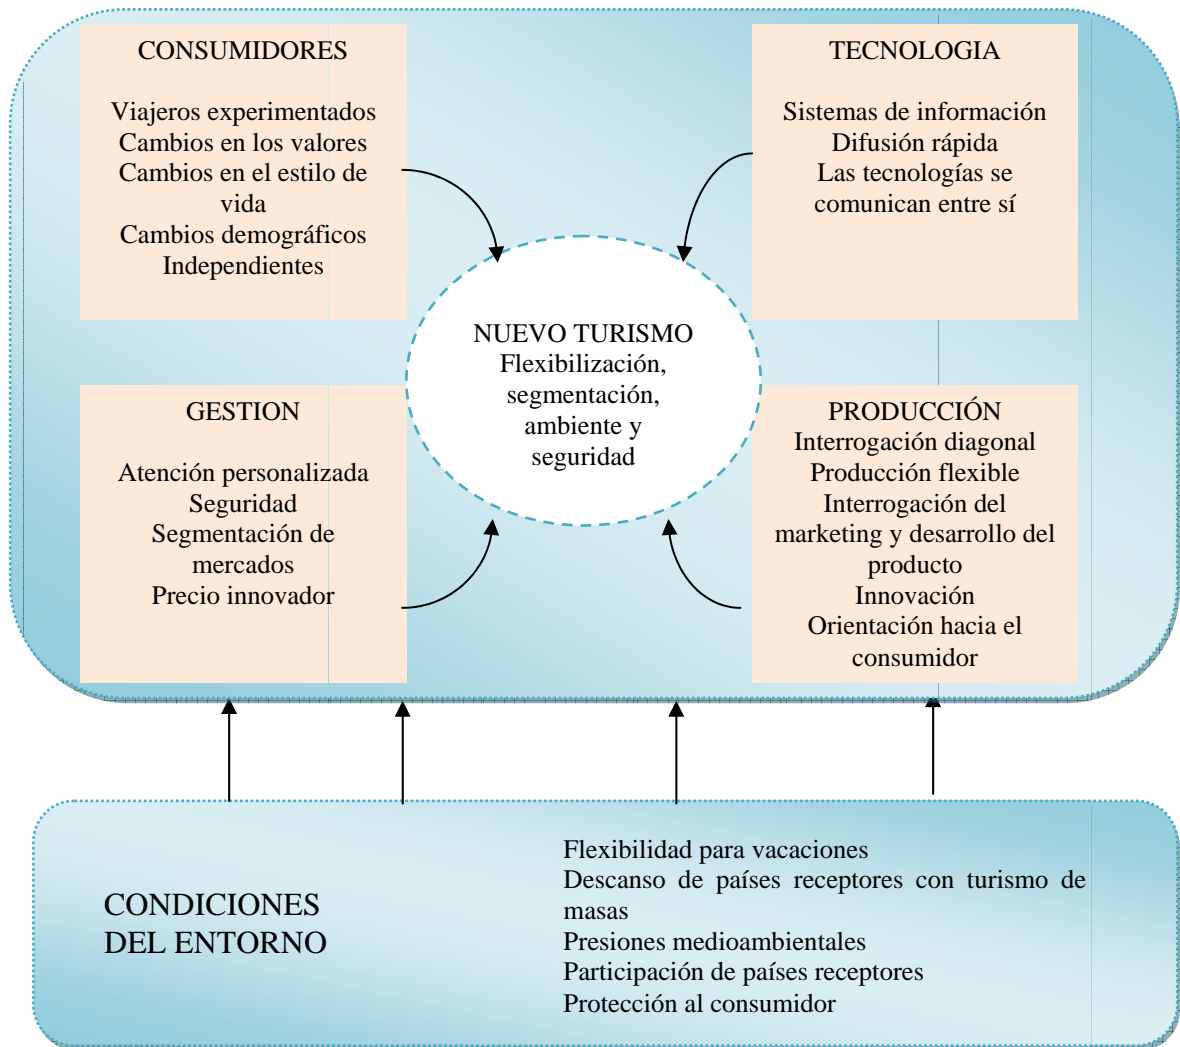 CONSUMIDORES
Viajeros experimentados
Cambios en los valores
Cambios en el estilo de
vida
Cambios demográficos
Independientes
TECNOLOGIA
Sistemas de información
Difusión rápida
Las tecnologías se
comunican entre sí
NUEVO TURISMO
Flexibilización,
segmentación,
ambiente y
seguridad
GESTION
Atención personalizada
Seguridad
Segmentación de
mercados
Precio innovador
PRODUCCIÓN
Interrogación diagonal
Producción flexible
Interrogación del
marketing y desarrollo del
producto
Innovación
Orientación hacia el
consumidor
CONDICIONES
DEL ENTORNO
Flexibilidad para vacaciones
Descanso de países receptores con turismo de
masas
Presiones medioambientales
Participación de países receptores
Protección al consumidor